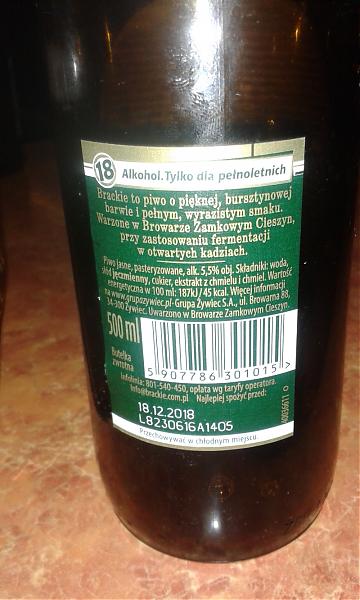 18 Alkohol.Tylko dla pełnoletnich
Brackie to piwo o pięknej, bursztynowej
barwie i pełnym, wyrazistym smaku.
Warzone w Browarze Zamkowym Cieszyn,
przy zastosowaniu fermentacji
w otwartych kadziach.
Piwo jasne, pasteryzowane, alk. 5,5% obj. Składniki: woda,
słód jęczmienny, cukier, ekstrakt z chmielu i chmiel. Wartość
energetyczna w 100 ml: 187kJ / 45 kcal. Więcej informacji
na www.grupazywiec.pl-Grupa Żywiec S.A., ul. Browarna 88,
34-300 Żywiec. Uwarzono w Browarze Zamkowym Cieszyn.
500 ml
Butelka
zwrotna
5 907786 301015 >
Infolinia: 801-540-450, opłata wg taryfy operatora.
info@brackie.com.pl Najlepiej spożyć przed:
18.12.2018
L8230616A1405
Przechowywać w chłodnym miejscu.